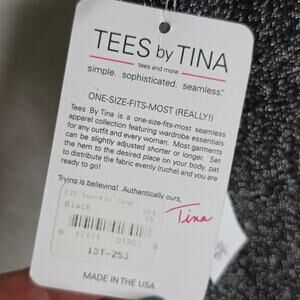 TEES by TINA
tees and more
simple. sophisticated. seamless.™
ONE-SIZE-FITS-MOST (REALLY!)
Tees By Tina is a one-size-fits-most seamless
apparel collection featuring wardrobe essentials
for any outfit and every woman. Most garments
can be slightly adjusted shorter or longer. Set
the hem to the desired place on your body, pat
to distribute the fabric evenly (ruche) and you are
ready to go!
Trying is believing! Authentically ours,
Tina
Black
13T-253
MADE IN THE USA